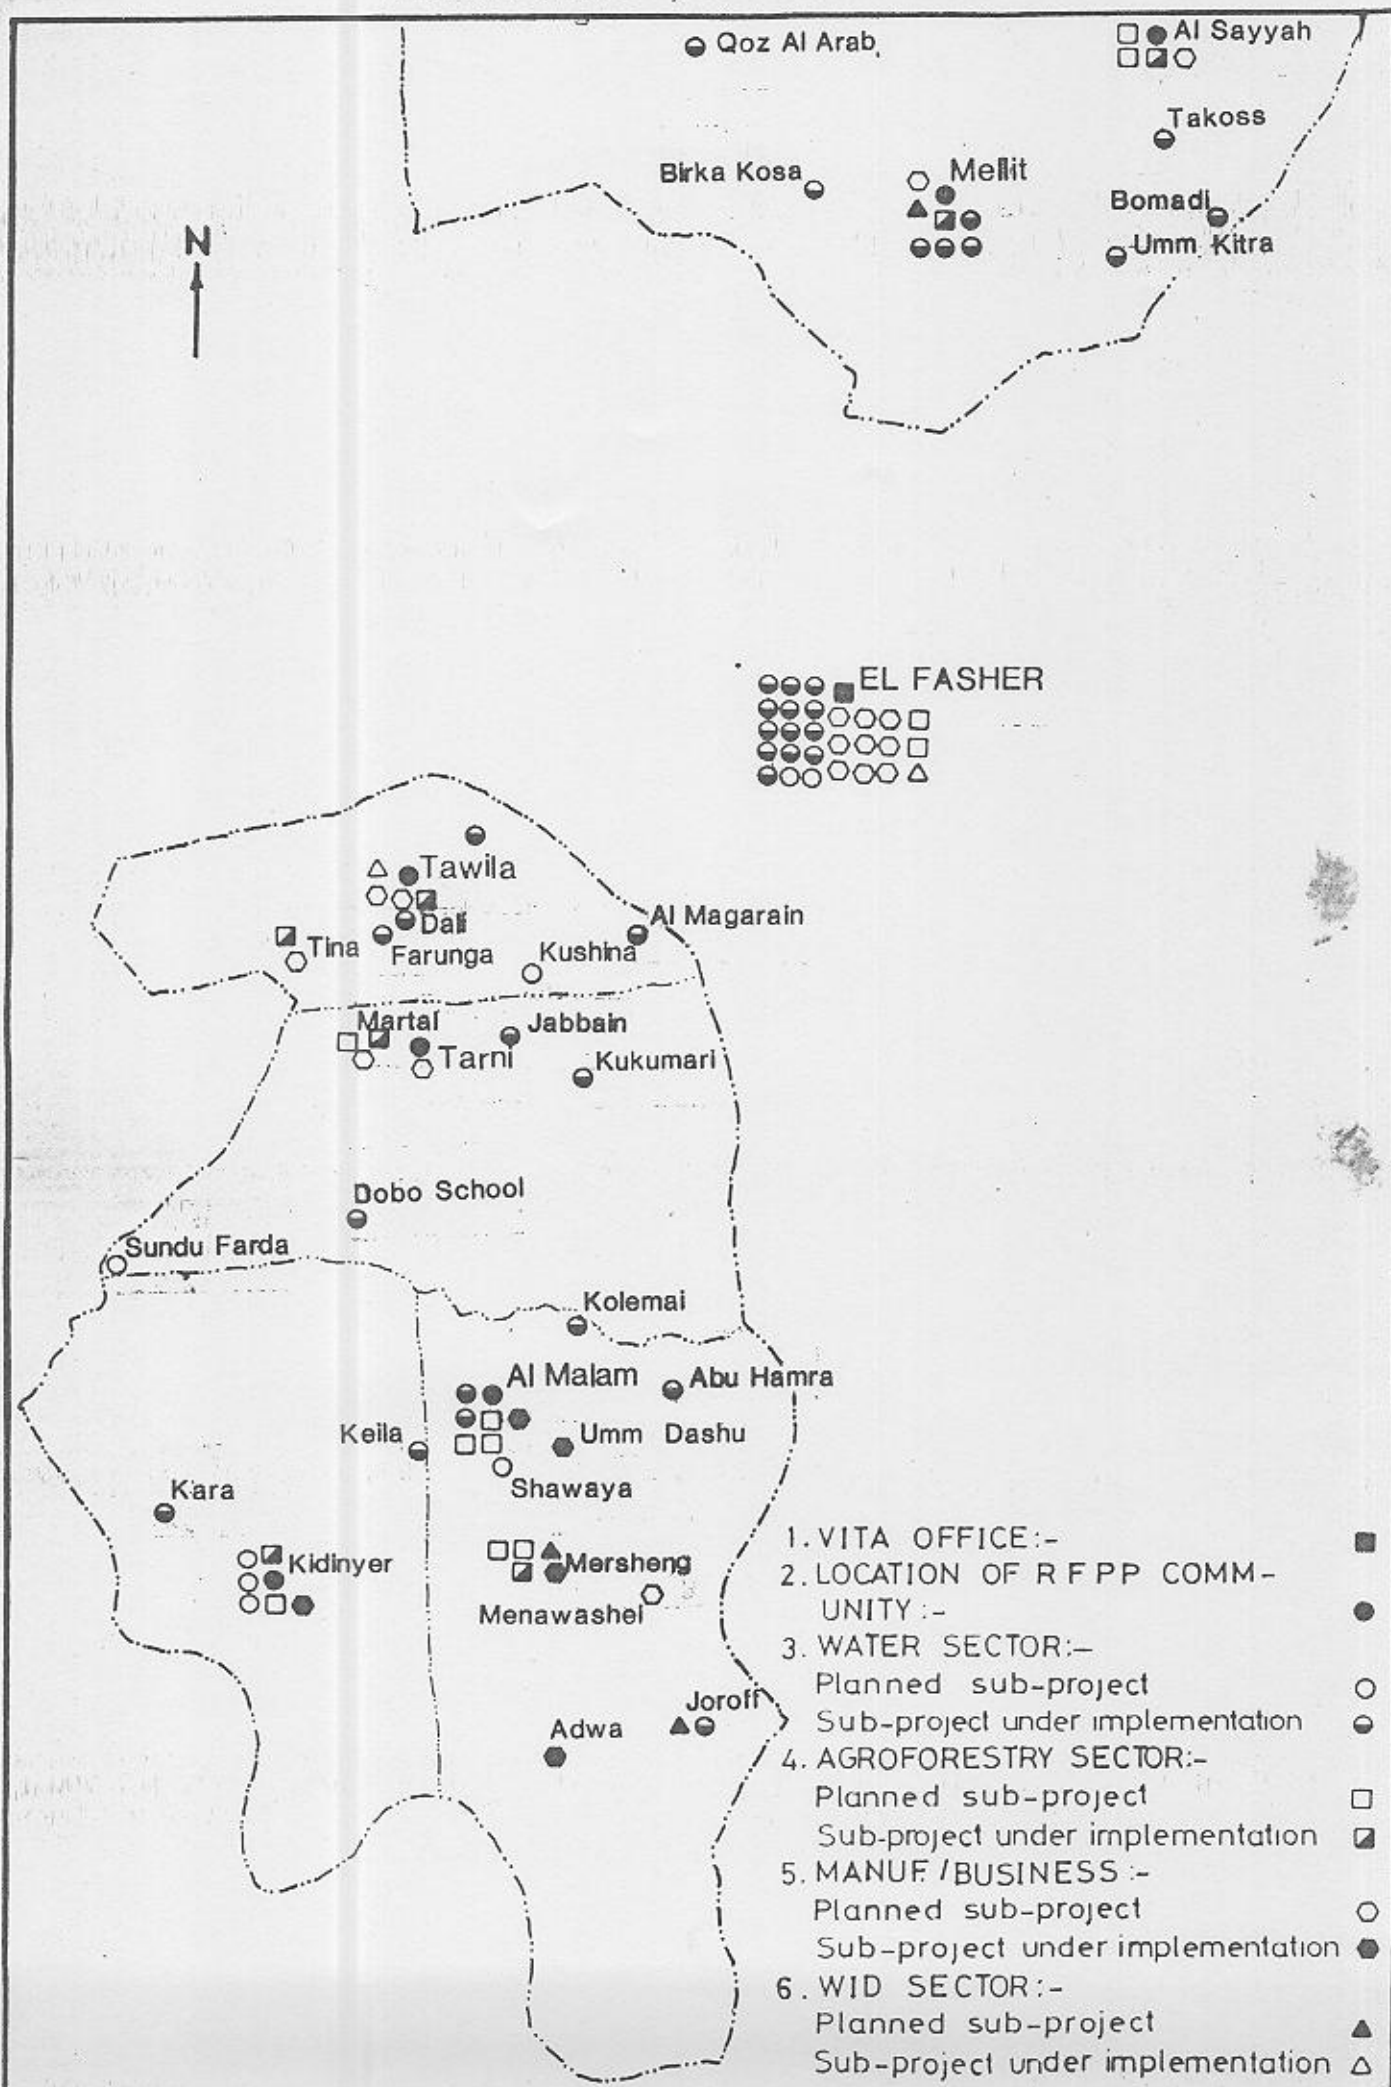 Qoz Al Arab
Al Sayyah
Takoss
Birka Kosa
Mellit
Bomadi
Umm Kitra
N
EL FASHER
Tawila
Dali
Al Magarain
Tina
Farunga
Kushina
Martal
Jabbain
Tarni
Kukumari
Dobo School
Sundu Farda
Kolemai
Al Malam
Abu Hamra
Keila
Umm Dashu
Shawaya
Kara
Kidinyer
Mersheng
Menawashei
Joroff
Adwa
1. VITA OFFICE:-
2. LOCATION OF R F P P COMM-
UNITY:-
3. WATER SECTOR:-
Planned sub-project
Sub-project under implementation
4. AGROFORESTRY SECTOR:-
Planned sub-project
Sub-project under implementation
5. MANUF./BUSINESS:-
Planned sub-project
Sub-project under implementation
6. WID SECTOR:-
Planned sub-project
Sub-project under implementation